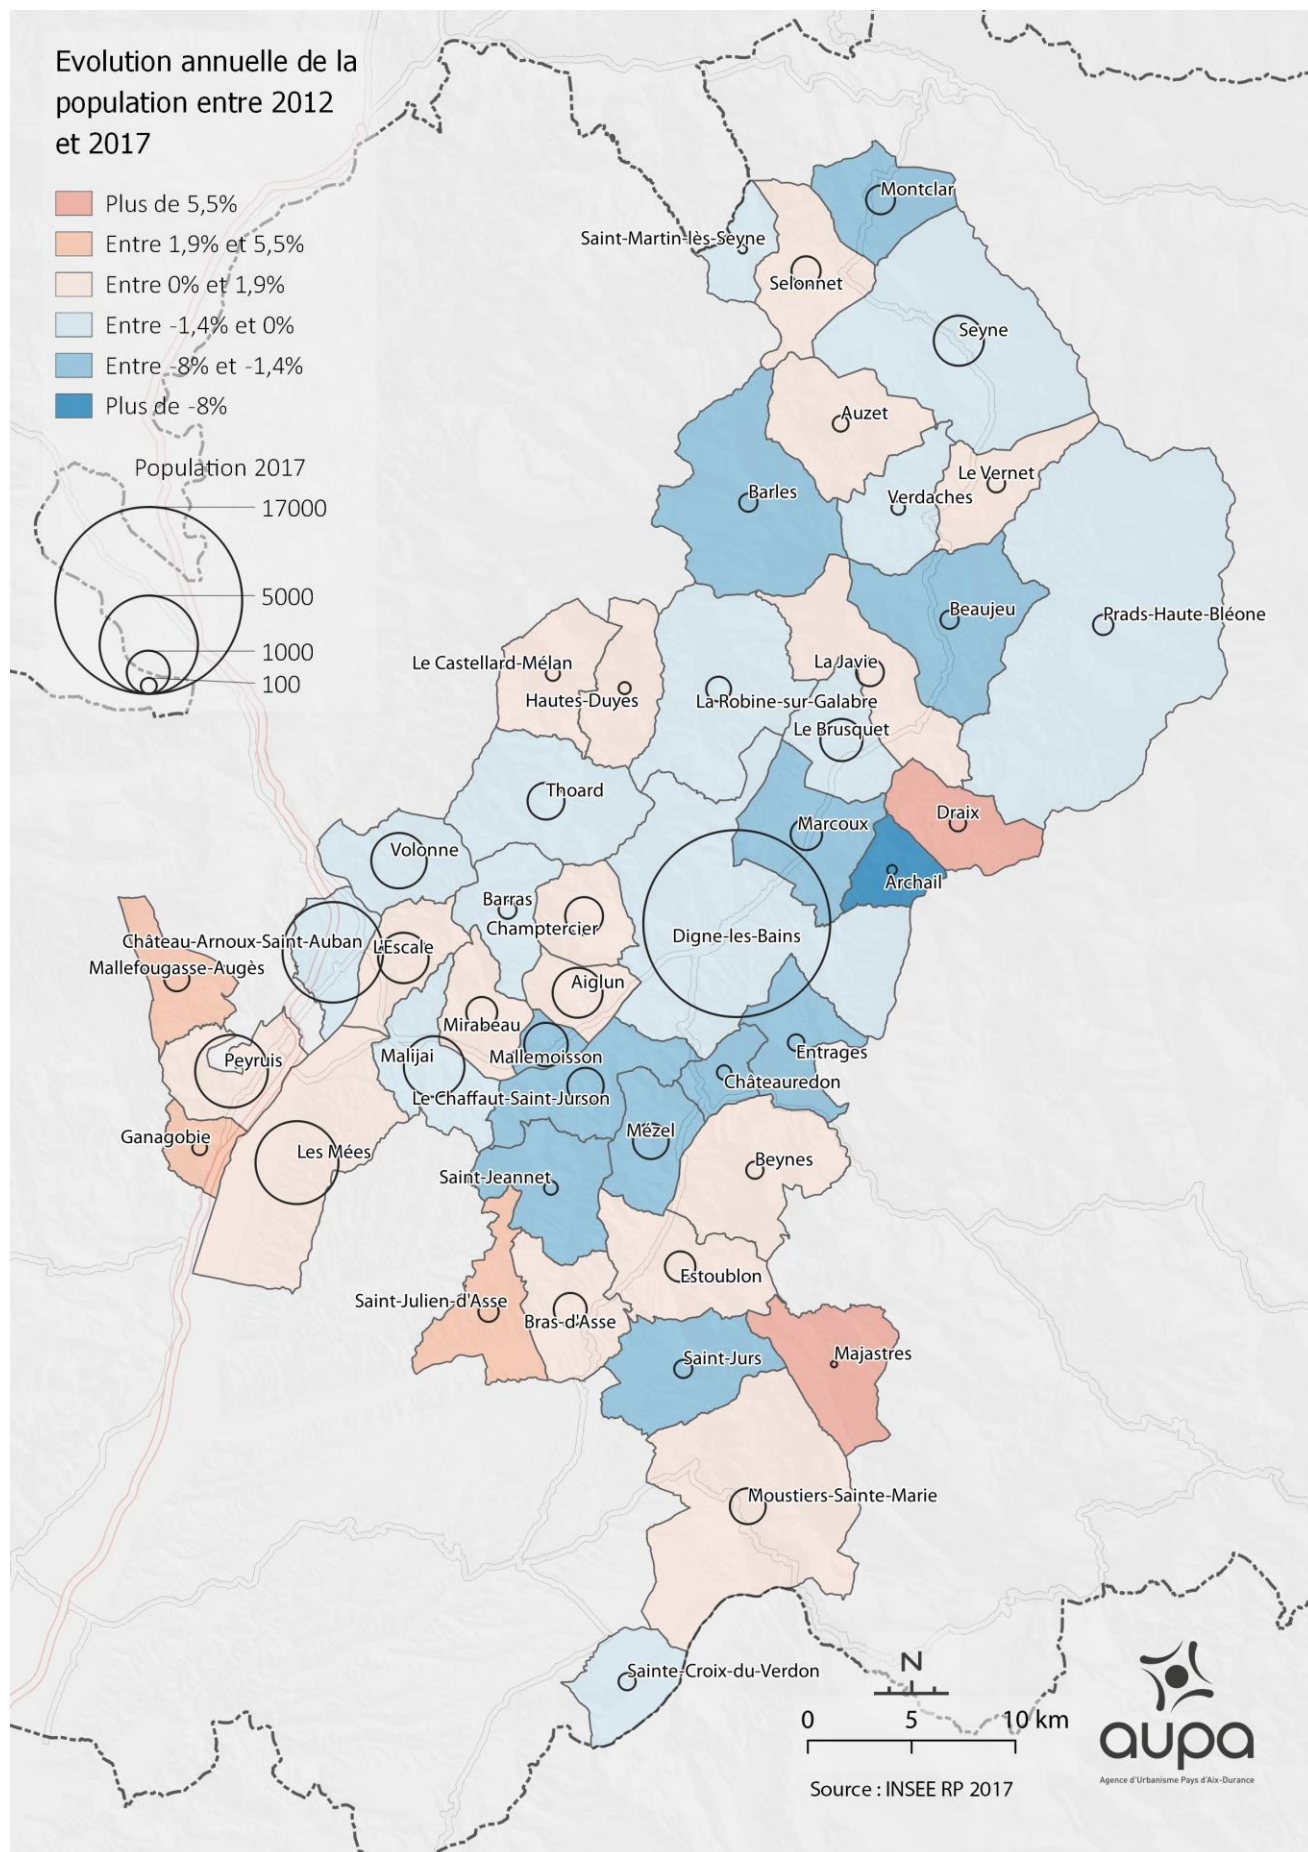 Evolution annuelle de la
population entre 2012
et 2017
Plus de 5,5%
Entre 1,9% et 5,5%
Entre 0% et 1,9%
Entre -1,4% et 0%
Entre -8% et -1,4%
Plus de -8%
Population 2017
17000
5000
1000
100
Montclar
Saint-Martin-lès-Seyne
Selonnet
Seyne
Auzet
Le Vernet
Barles
Verdaches
Beaujeu
Prads-Haute-Bléone
Le Castellard-Mélan
La Javie
Hautes-Duyes
La-Robine-sur-Galabre
Le Brusquet
Thoard
Draix
Marcoux
Volonne
Archail
Barras
Champtercier
Digne-les-Bains
Château-Arnoux-Saint-Auban
L'Escale
Mallefougasse-Augès
Aiglun
Mirabeau
Entrages
Peyruis
Malijai
Mallemoisson
Châteauredon
Le Chaffaut-Saint-Jurson
Ganagobie
Mézel
Les Mées
Beynes
Saint-Jeannet
Estoublon
Saint-Julien-d'Asse
Bras-d'Asse
Saint-Jurs
Majastres
Moustiers-Sainte-Marie
Sainte-Croix-du-Verdon
N
0 5 10 km
Source : INSEE RP 2017
aupa
Agence d'Urbanisme Pays d'Aix-Durance